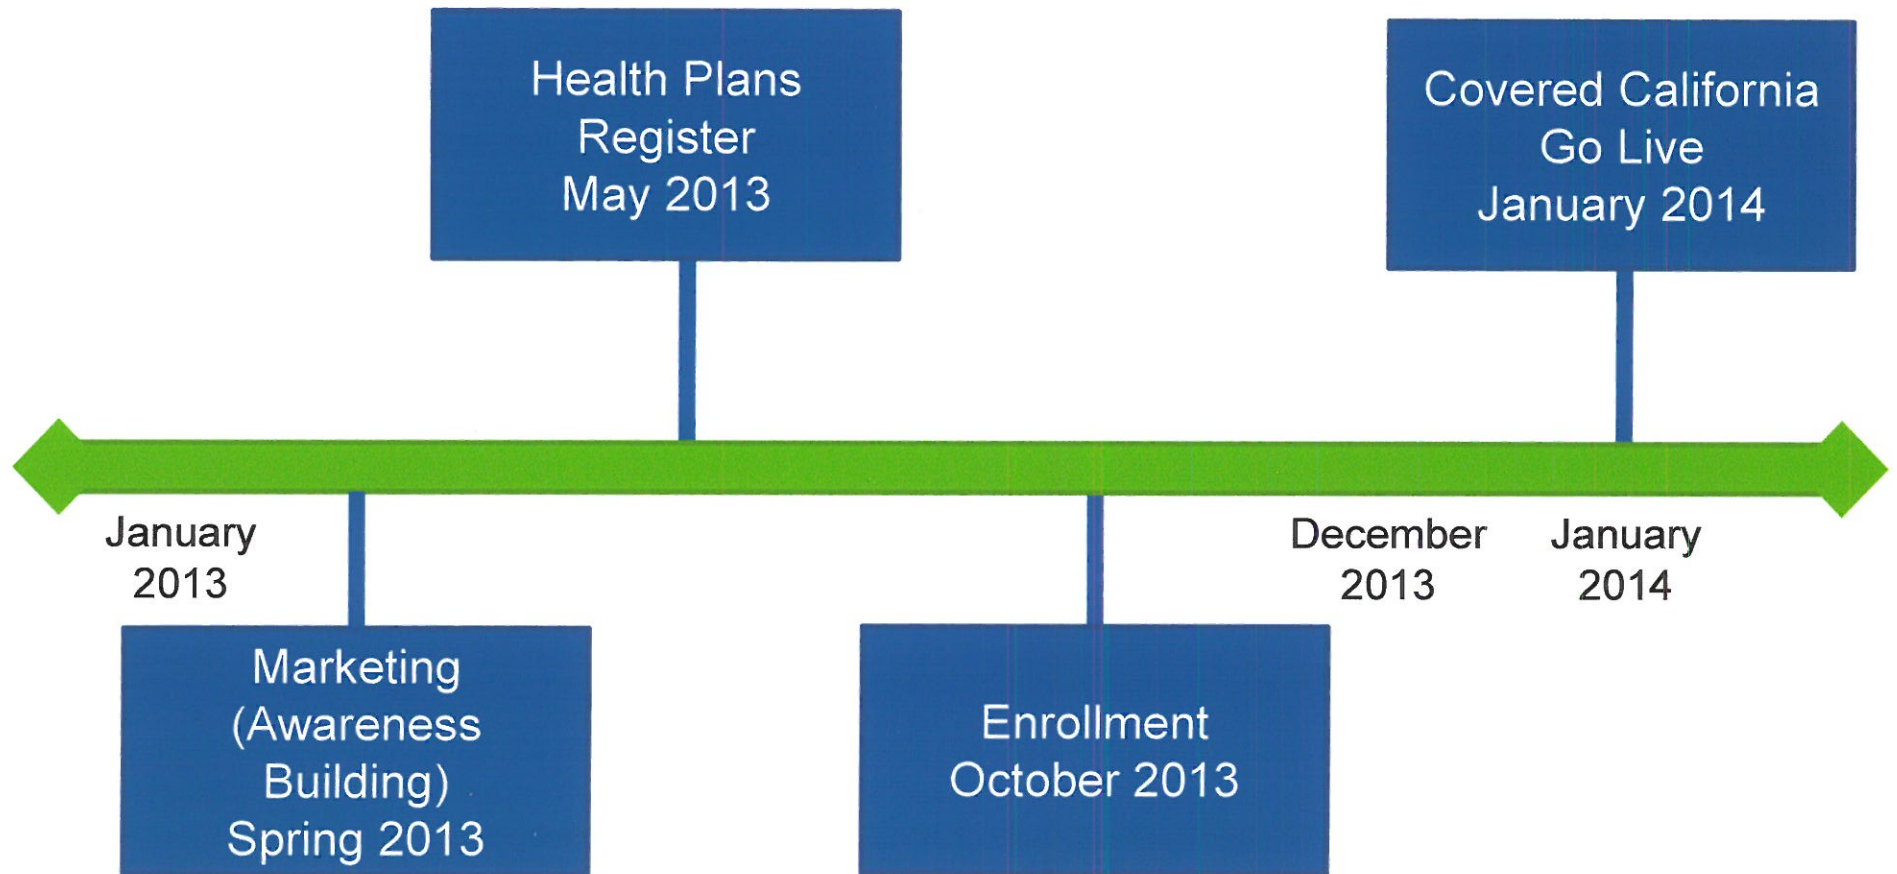 Health Plans
Register
May 2013
Covered California
Go Live
January 2014
January
2013
December
2013
January
2014
Marketing
(Awareness
Building)
Spring 2013
Enrollment
October 2013